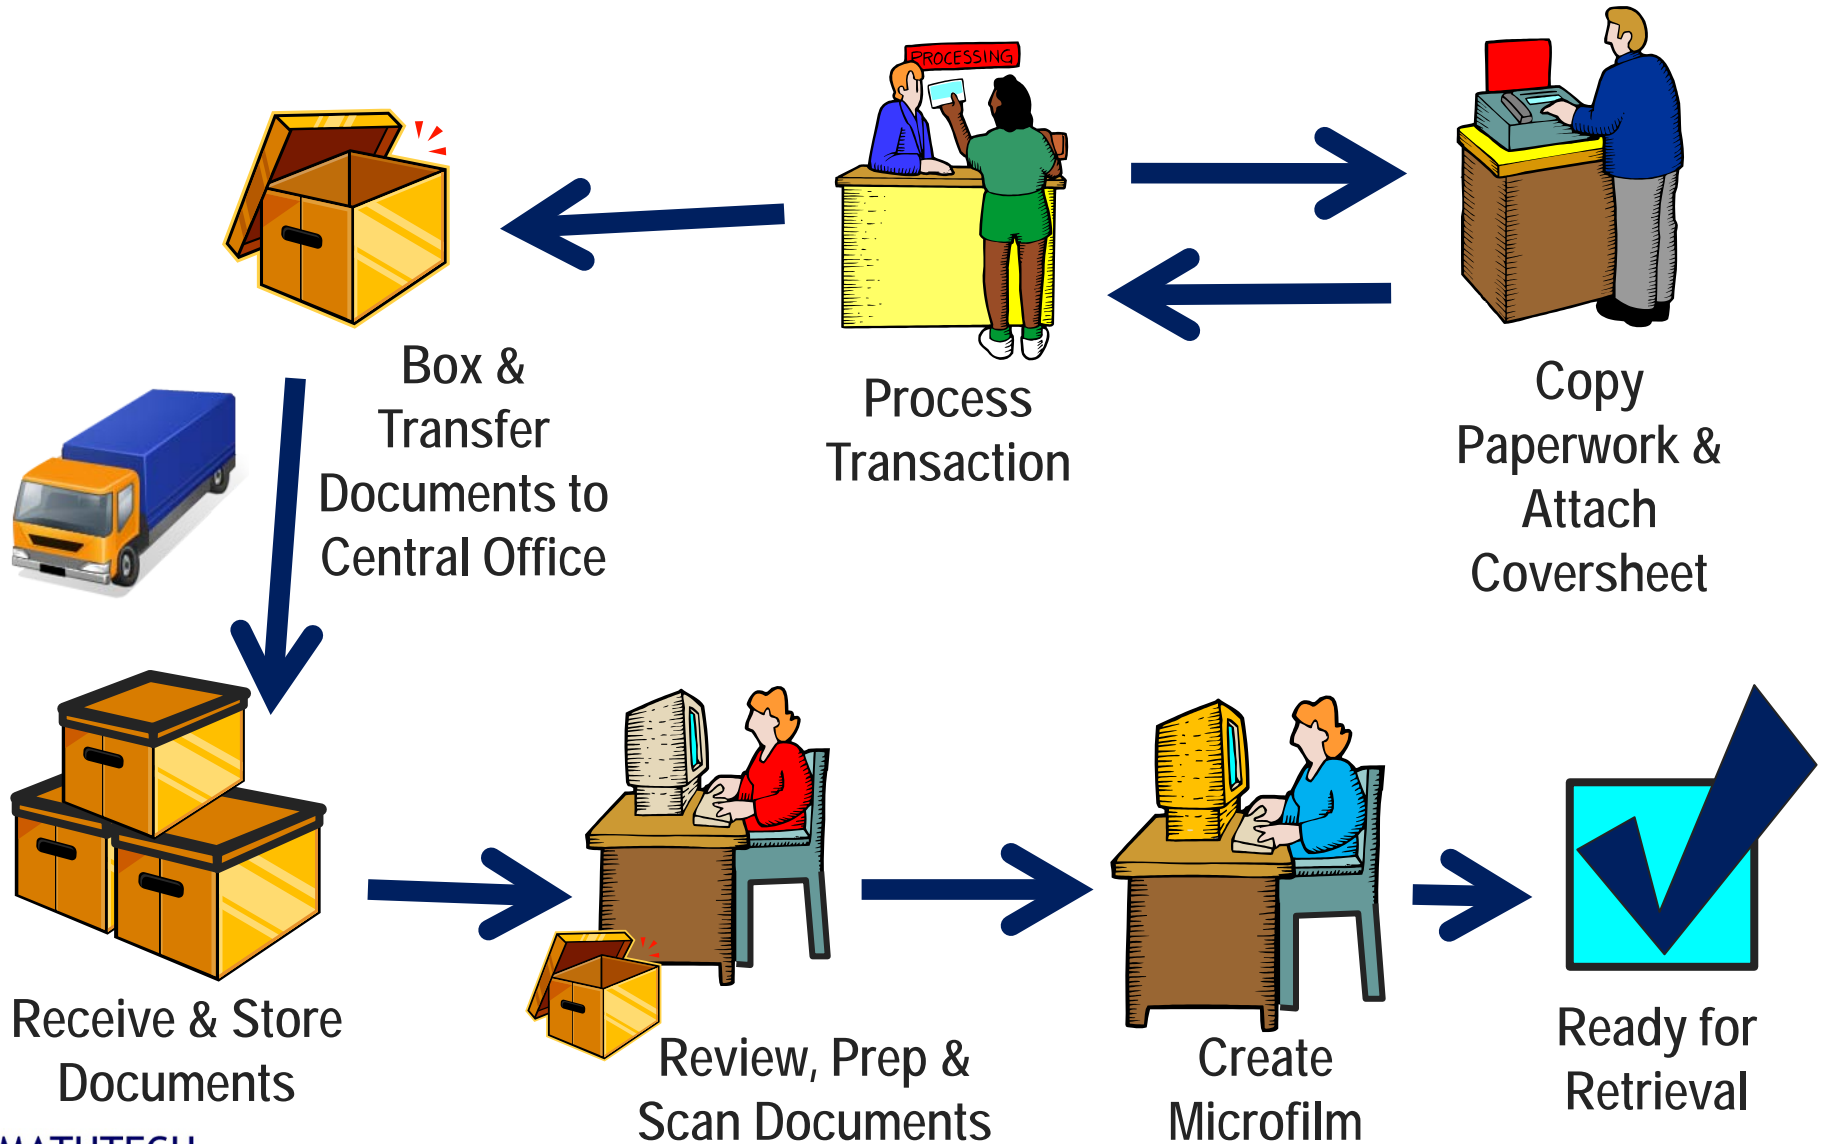 PROCESSING
Box &
Transfer
Documents to
Central Office
Process
Transaction
Copy
Paperwork &
Attach
Coversheet
Receive & Store
Documents
Review, Prep &
Scan Documents
Create
Microfilm
Ready for
Retrieval